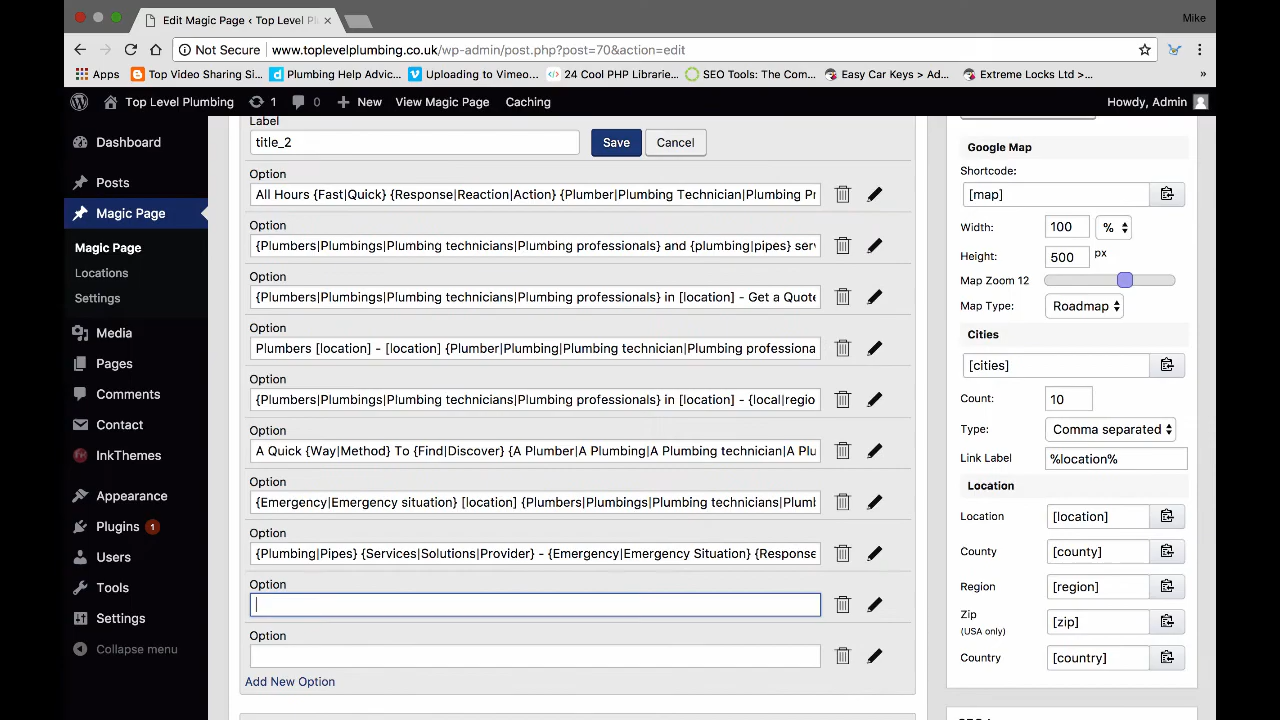 Edit Magic Page ‹ Top Level Pl
Mike
Not Secure www.toplevelplumbing.co.uk/wp-admin/post.php?post=70&action=edit
Apps Top Video Sharing Si... Plumbing Help Advic... Uploading to Vimeo... 24 Cool PHP Librarie... SEO Tools: The Com... Easy Car Keys > Ad... Extreme Locks Ltd >... »
Top Level Plumbing 1 0 New View Magic Page Caching Howdy, Admin
Dashboard
Posts
Magic Page
Magic Page
Locations
Settings
Media
Pages
Comments
Contact
InkThemes
Appearance
Plugins 1
Users
Tools
Settings
Collapse menu
Label
title_2 Save Cancel
Option
All Hours {Fast|Quick} {Response|Reaction|Action} {Plumber|Plumbing Technician|Plumbing Pr
Option
{Plumbers|Plumbings|Plumbing technicians|Plumbing professionals} and {plumbing|pipes} serv
Option
{Plumbers|Plumbings|Plumbing technicians|Plumbing professionals} in [location] - Get a Quote
Option
Plumbers [location] - [location] {Plumber|Plumbing|Plumbing technician|Plumbing professiona
Option
{Plumbers|Plumbings|Plumbing technicians|Plumbing professionals} in [location] - {local|regio
Option
A Quick {Way|Method} To {Find|Discover} {A Plumber|A Plumbing|A Plumbing technician|A Plu
Option
{Emergency|Emergency situation} [location] {Plumbers|Plumbings|Plumbing technicians|Plumb
Option
{Plumbing|Pipes} {Services|Solutions|Provider} - {Emergency|Emergency Situation} {Response
Option
Option
Add New Option
Google Map
Shortcode:
[map]
Width: 100 %
Height: 500 px
Map Zoom 12
Map Type: Roadmap
Cities
[cities]
Count: 10
Type: Comma separated
Link Label %location%
Location
Location [location]
County [county]
Region [region]
Zip [zip]
(USA only)
Country [country]